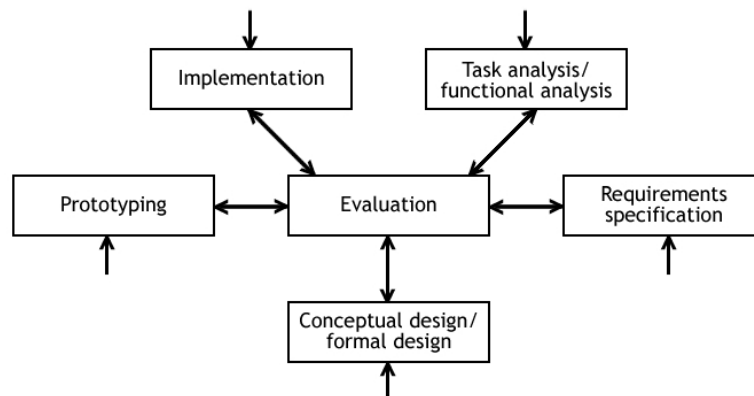 Implementation
Task analysis/
functional analysis
Prototyping
Evaluation
Requirements
specification
Conceptual design/
formal design